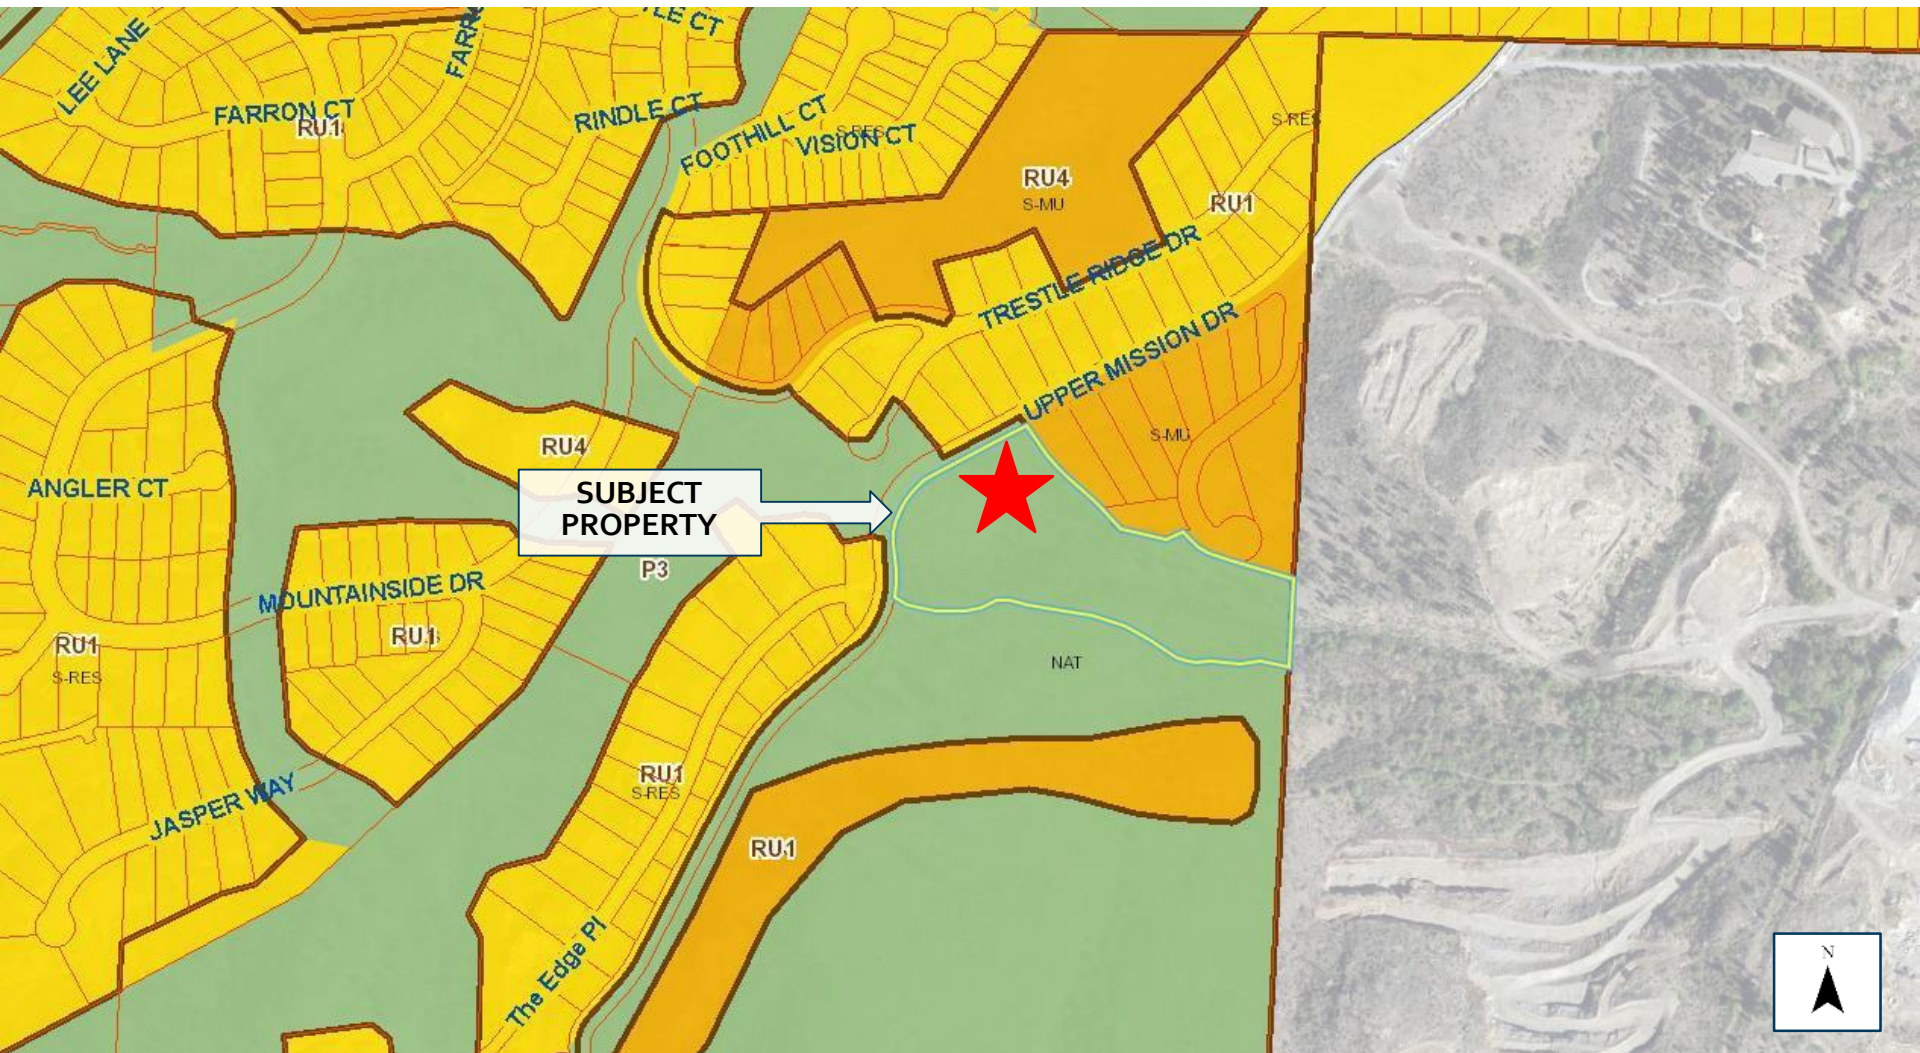 LEE LANE
FARRON CT
RU1
RINDLE CT
FOOTHILL CT
S-RES
VISION CT
S-RES
RU4
S-MU
RU1
TRESTLE RIDGE DR
UPPER MISSION DR
S-MU
RU4
ANGLER CT
SUBJECT
PROPERTY
P3
MOUNTAINSIDE DR
RU1
RU1
S-RES
NAT
RU1
S-RES
JASPER WAY
RU1
The Edge Pl
N